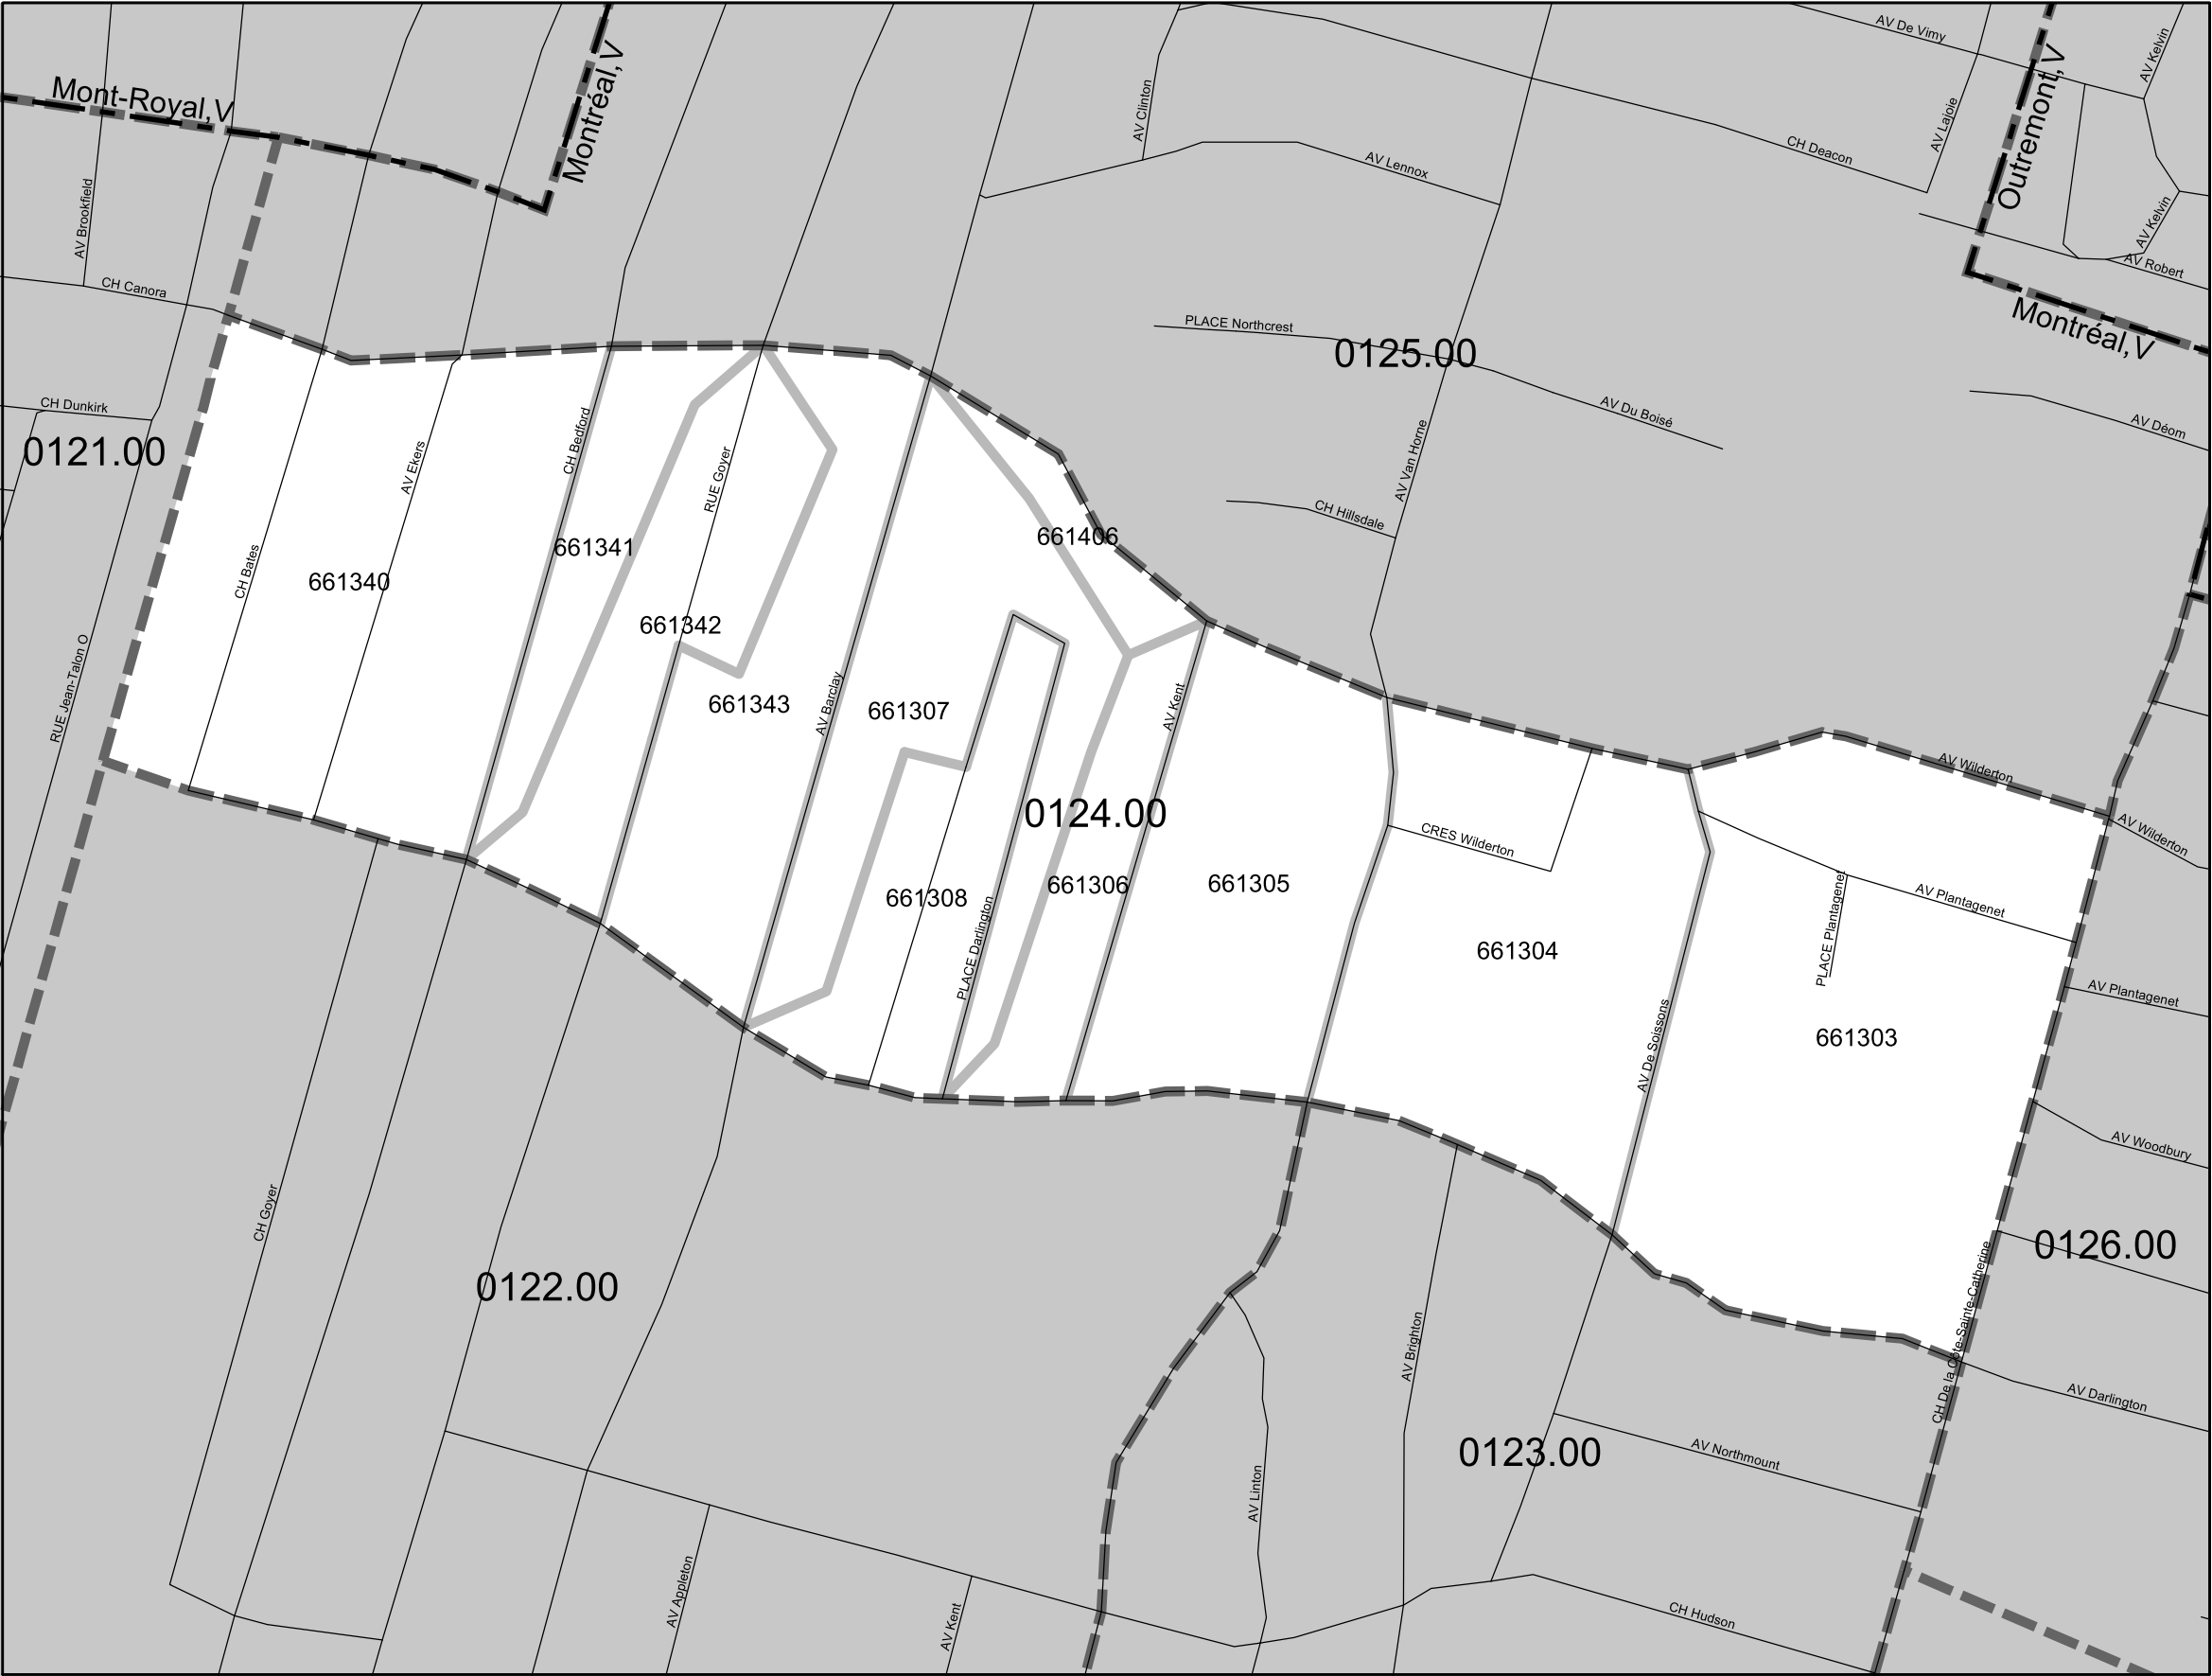 AV De Vimy
AV Kelvin
Mont-Royal,V
Montréal,V
AV Clinton
AV Lajoie
Outremont,V
CH Deacon
AV Lennox
AV Brookfield
AV Kelvin
AV Robert
CH Canora
PLACE Northcrest
Montréal,V
0125.00
CH Dunkirk
AV Du Boisé
AV Déom
0121.00
CH Bedford
AV Ekers
RUE Goyer
AV Van Horne
CH Hillsdale
661341
661406
CH Bates
661340
661342
RUE Jean-Talon O
661343
AV Barclay
661307
AV Kent
AV Wilderton
0124.00
CRES Wilderton
AV Wilderton
661308
661306
661305
PLACE Darlington
PLACE Plantagenet
AV Plantagenet
661304
AV Plantagenet
AV De Soissons
661303
AV Woodbury
CH Goyer
0122.00
0126.00
CH De la Côte-Sainte-Catherine
AV Brighton
AV Darlington
0123.00
AV Northmount
AV Linton
AV Appleton
AV Kent
CH Hudson